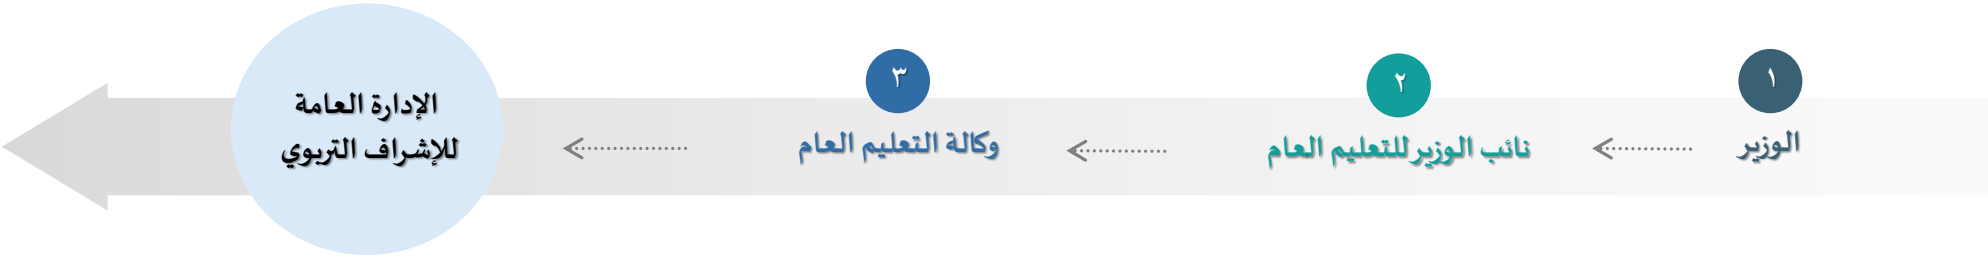 ١
الوزير
٢
نائب الوزير للتعليم العام
٣
وكالة التعليم العام
الإدارة العامة
للإشراف التربوي